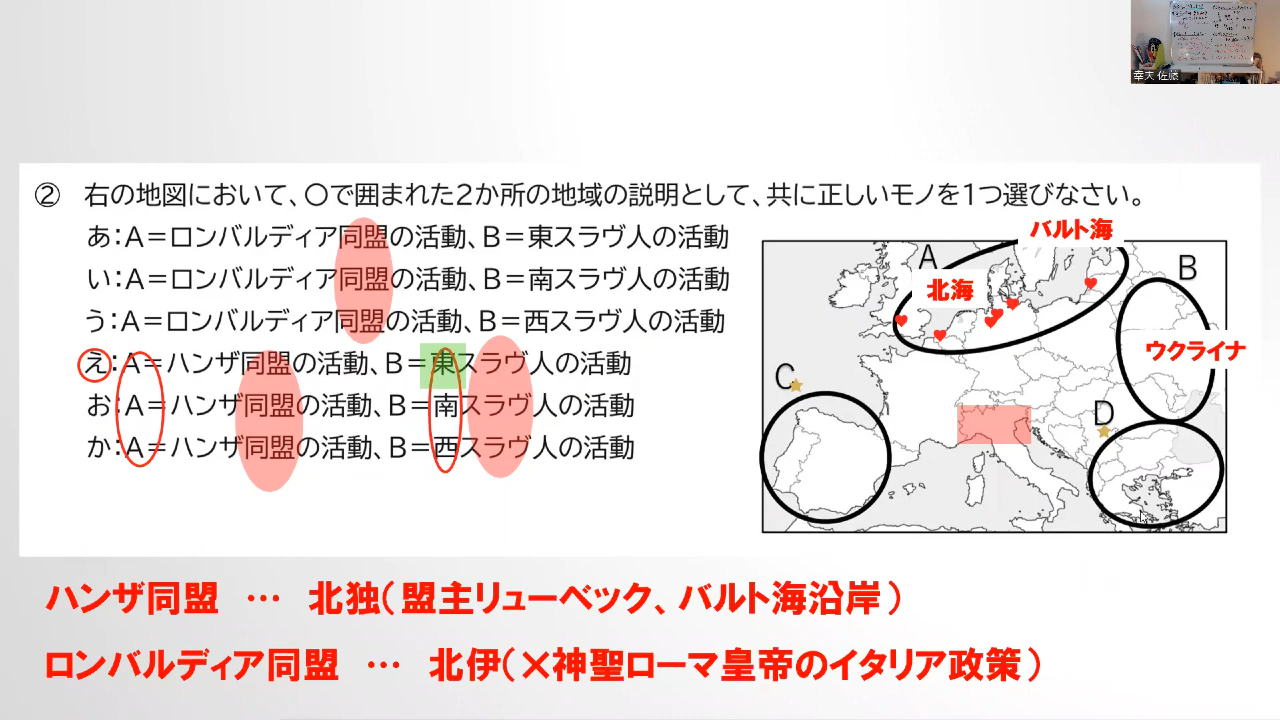 幸夫 佐藤
② 右の地図において、〇で囲まれた2か所の地域の説明として、共に正しいモノを1つ選びなさい。
あ：A＝ロンバルディア同盟の活動、B＝東スラヴ人の活動
い：A＝ロンバルディア同盟の活動、B＝南スラヴ人の活動
う：A＝ロンバルディア同盟の活動、B＝西スラヴ人の活動
え：A＝ハンザ同盟の活動、B＝東スラヴ人の活動
お：A＝ハンザ同盟の活動、B＝南スラヴ人の活動
か：A＝ハンザ同盟の活動、B＝西スラヴ人の活動
バルト海
A
B
北海
ウクライナ
C
D
ハンザ同盟 … 北独（盟主リューベック、バルト海沿岸）
ロンバルディア同盟 … 北伊（×神聖ローマ皇帝のイタリア政策）